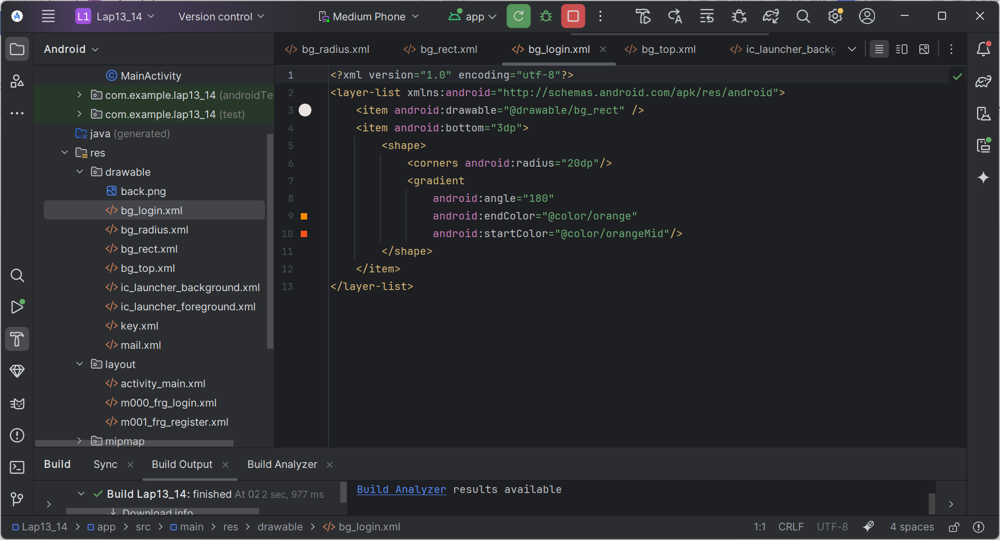 L1 Lap13_14 Version control Medium Phone app
Android
bg_radius.xml bg_rect.xml bg_login.xml bg_top.xml ic_launcher_backg
MainActivity
com.example.lap13_14 (androidTes
com.example.lap13_14 (test)
java (generated)
res
drawable
back.png
bg_login.xml
bg_radius.xml
bg_rect.xml
bg_top.xml
ic_launcher_background.xml
ic_launcher_foreground.xml
key.xml
mail.xml
layout
activity_main.xml
m000_frg_login.xml
m001_frg_register.xml
mipmap
1 <?xml version="1.0" encoding="utf-8"?>
2 <layer-list xmlns:android="http://schemas.android.com/apk/res/android">
3 <item android:drawable="@drawable/bg_rect" />
4 <item android:bottom="3dp">
5 <shape>
6 <corners android:radius="20dp"/>
7 <gradient
8 android:angle="180"
9 android:endColor="@color/orange"
10 android:startColor="@color/orangeMid"/>
11 </shape>
12 </item>
13 </layer-list>
Build Sync Build Output Build Analyzer
Build Lap13_14: finished At 02 2 sec, 977 ms
Download info
Build Analyzer results available
Lap13_14 > app > src > main > res > drawable > bg_login.xml
1:1 CRLF UTF-8 4 spaces